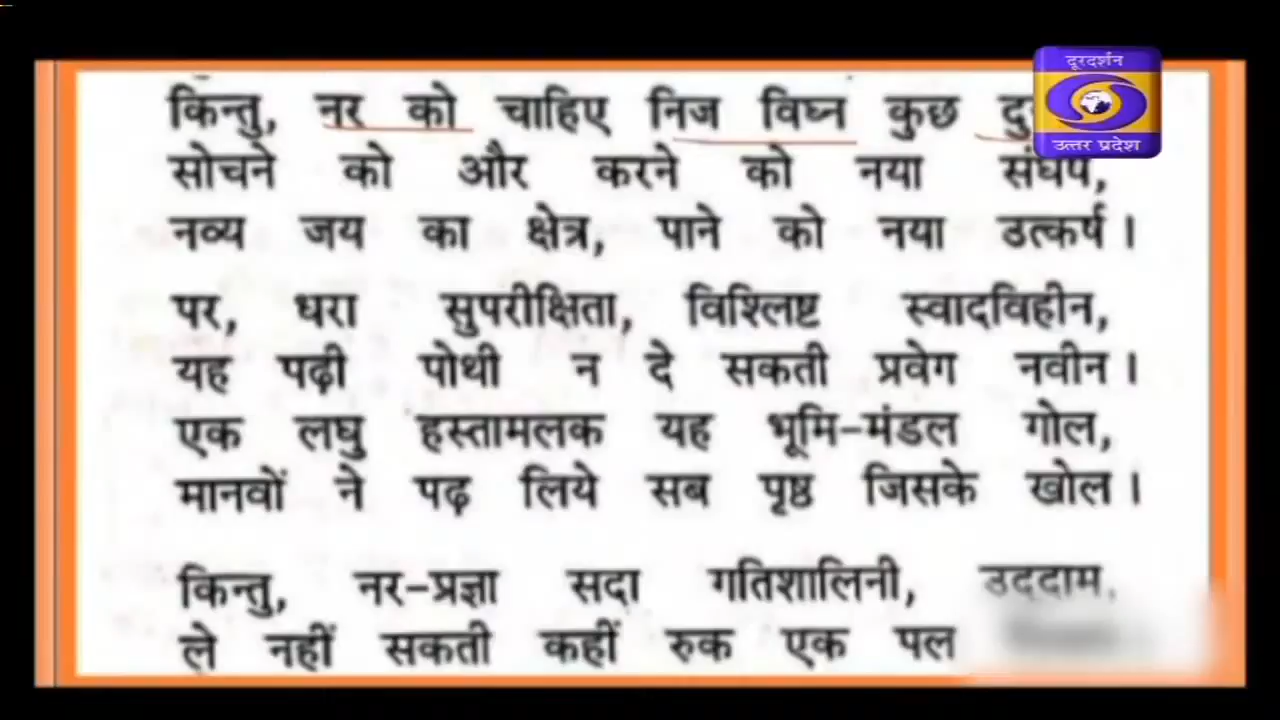 दूरदर्शन
उत्तर प्रदेश
किन्तु, नर को चाहिए निज विघ्न कुछ
सोचने को और करने को नया संघर्ष,
नव्य जय का क्षेत्र, पाने को नया उत्कर्ष ।
पर, धरा सुपरीक्षिता, विश्लिष्ट स्वादविहीन,
यह पढ़ी पोथी न दे सकती प्रवेग नवीन ।
एक लघु हस्तामलक यह भूमि-मंडल गोल,
मानवों ने पढ़ लिये सब पृष्ठ जिसके खोल ।
किन्तु, नर-प्रज्ञा सदा गतिशालिनी, उद्दाम,
ले नहीं सकती कहीं रुक एक पल